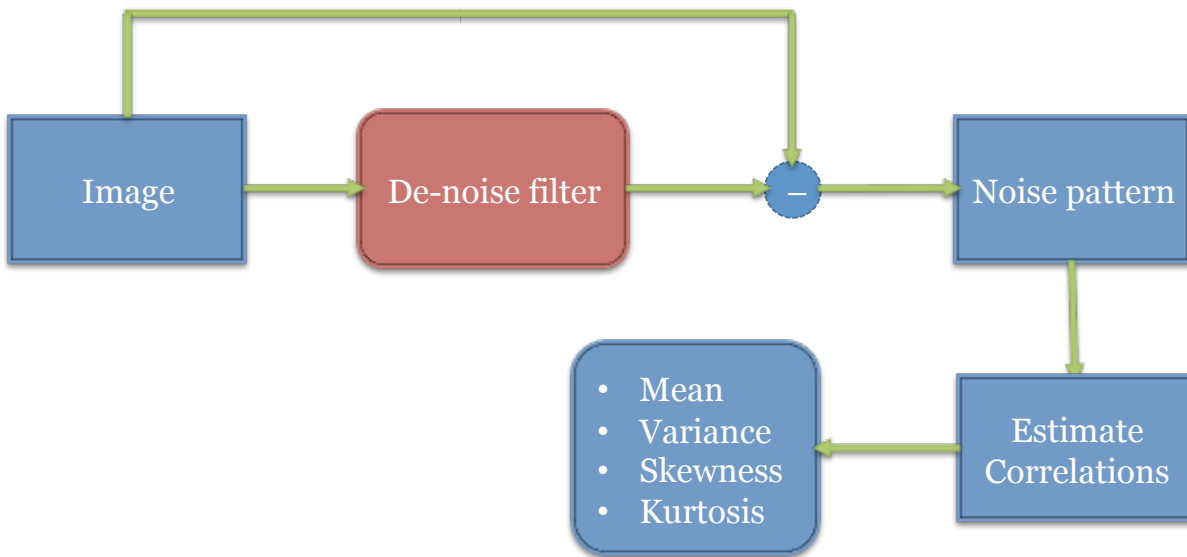 Image
De-noise filter
–
Noise pattern
• Mean
• Variance
• Skewness
• Kurtosis
Estimate
Correlations